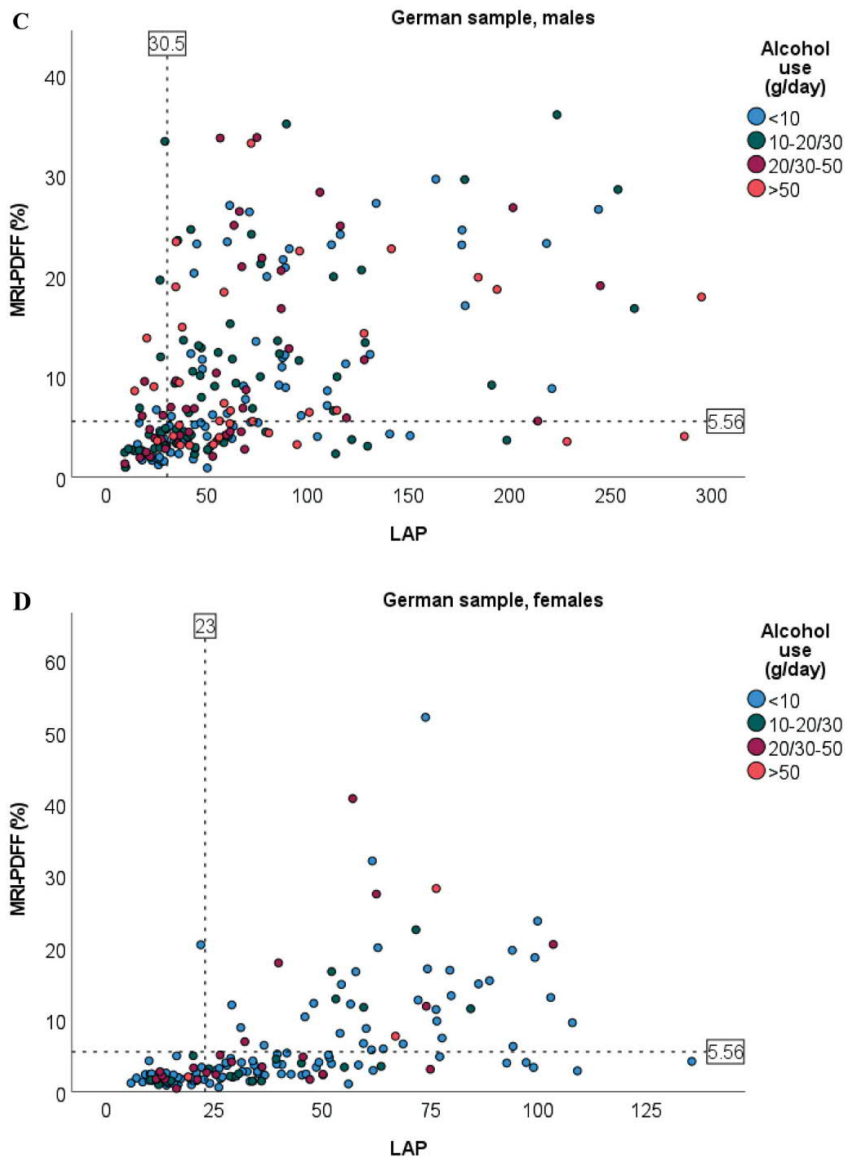 C
German sample, males
30.5
Alcohol
use
(g/day)
<10
10-20/30
20/30-50
>50
MRI-PDFF (%)
40
30
20
10
0
5.56
0
50
100
150
200
250
300
LAP
D
German sample, females
23
Alcohol
use
(g/day)
<10
10-20/30
20/30-50
>50
MRI-PDFF (%)
60
50
40
30
20
10
0
5.56
0
25
50
75
100
125
LAP